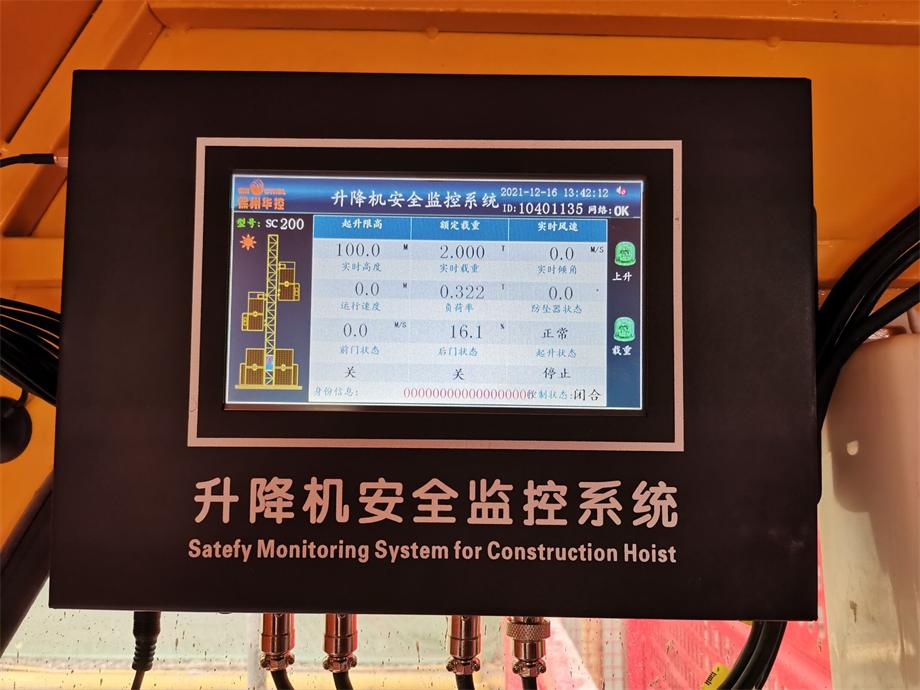 升降机安全监控系统 2021-12-16 13:42:12
ID:10401135 网络:OK
型号: SC200
起升限高 额定载重 实时风速
100.0 M 2.000 T 0.0 M/S
实时高度 实时载重 实时倾角
0.0 M 0.322 T 0.0 °
运行速度 负荷率 防坠器状态
0.0 M/S 16.1 % 正常
前门状态 后门状态 起升状态
关 关 停止
身份信息: 控制状态:闭合
上升
载重
升降机安全监控系统
Satefy Monitoring System for Construction Hoist